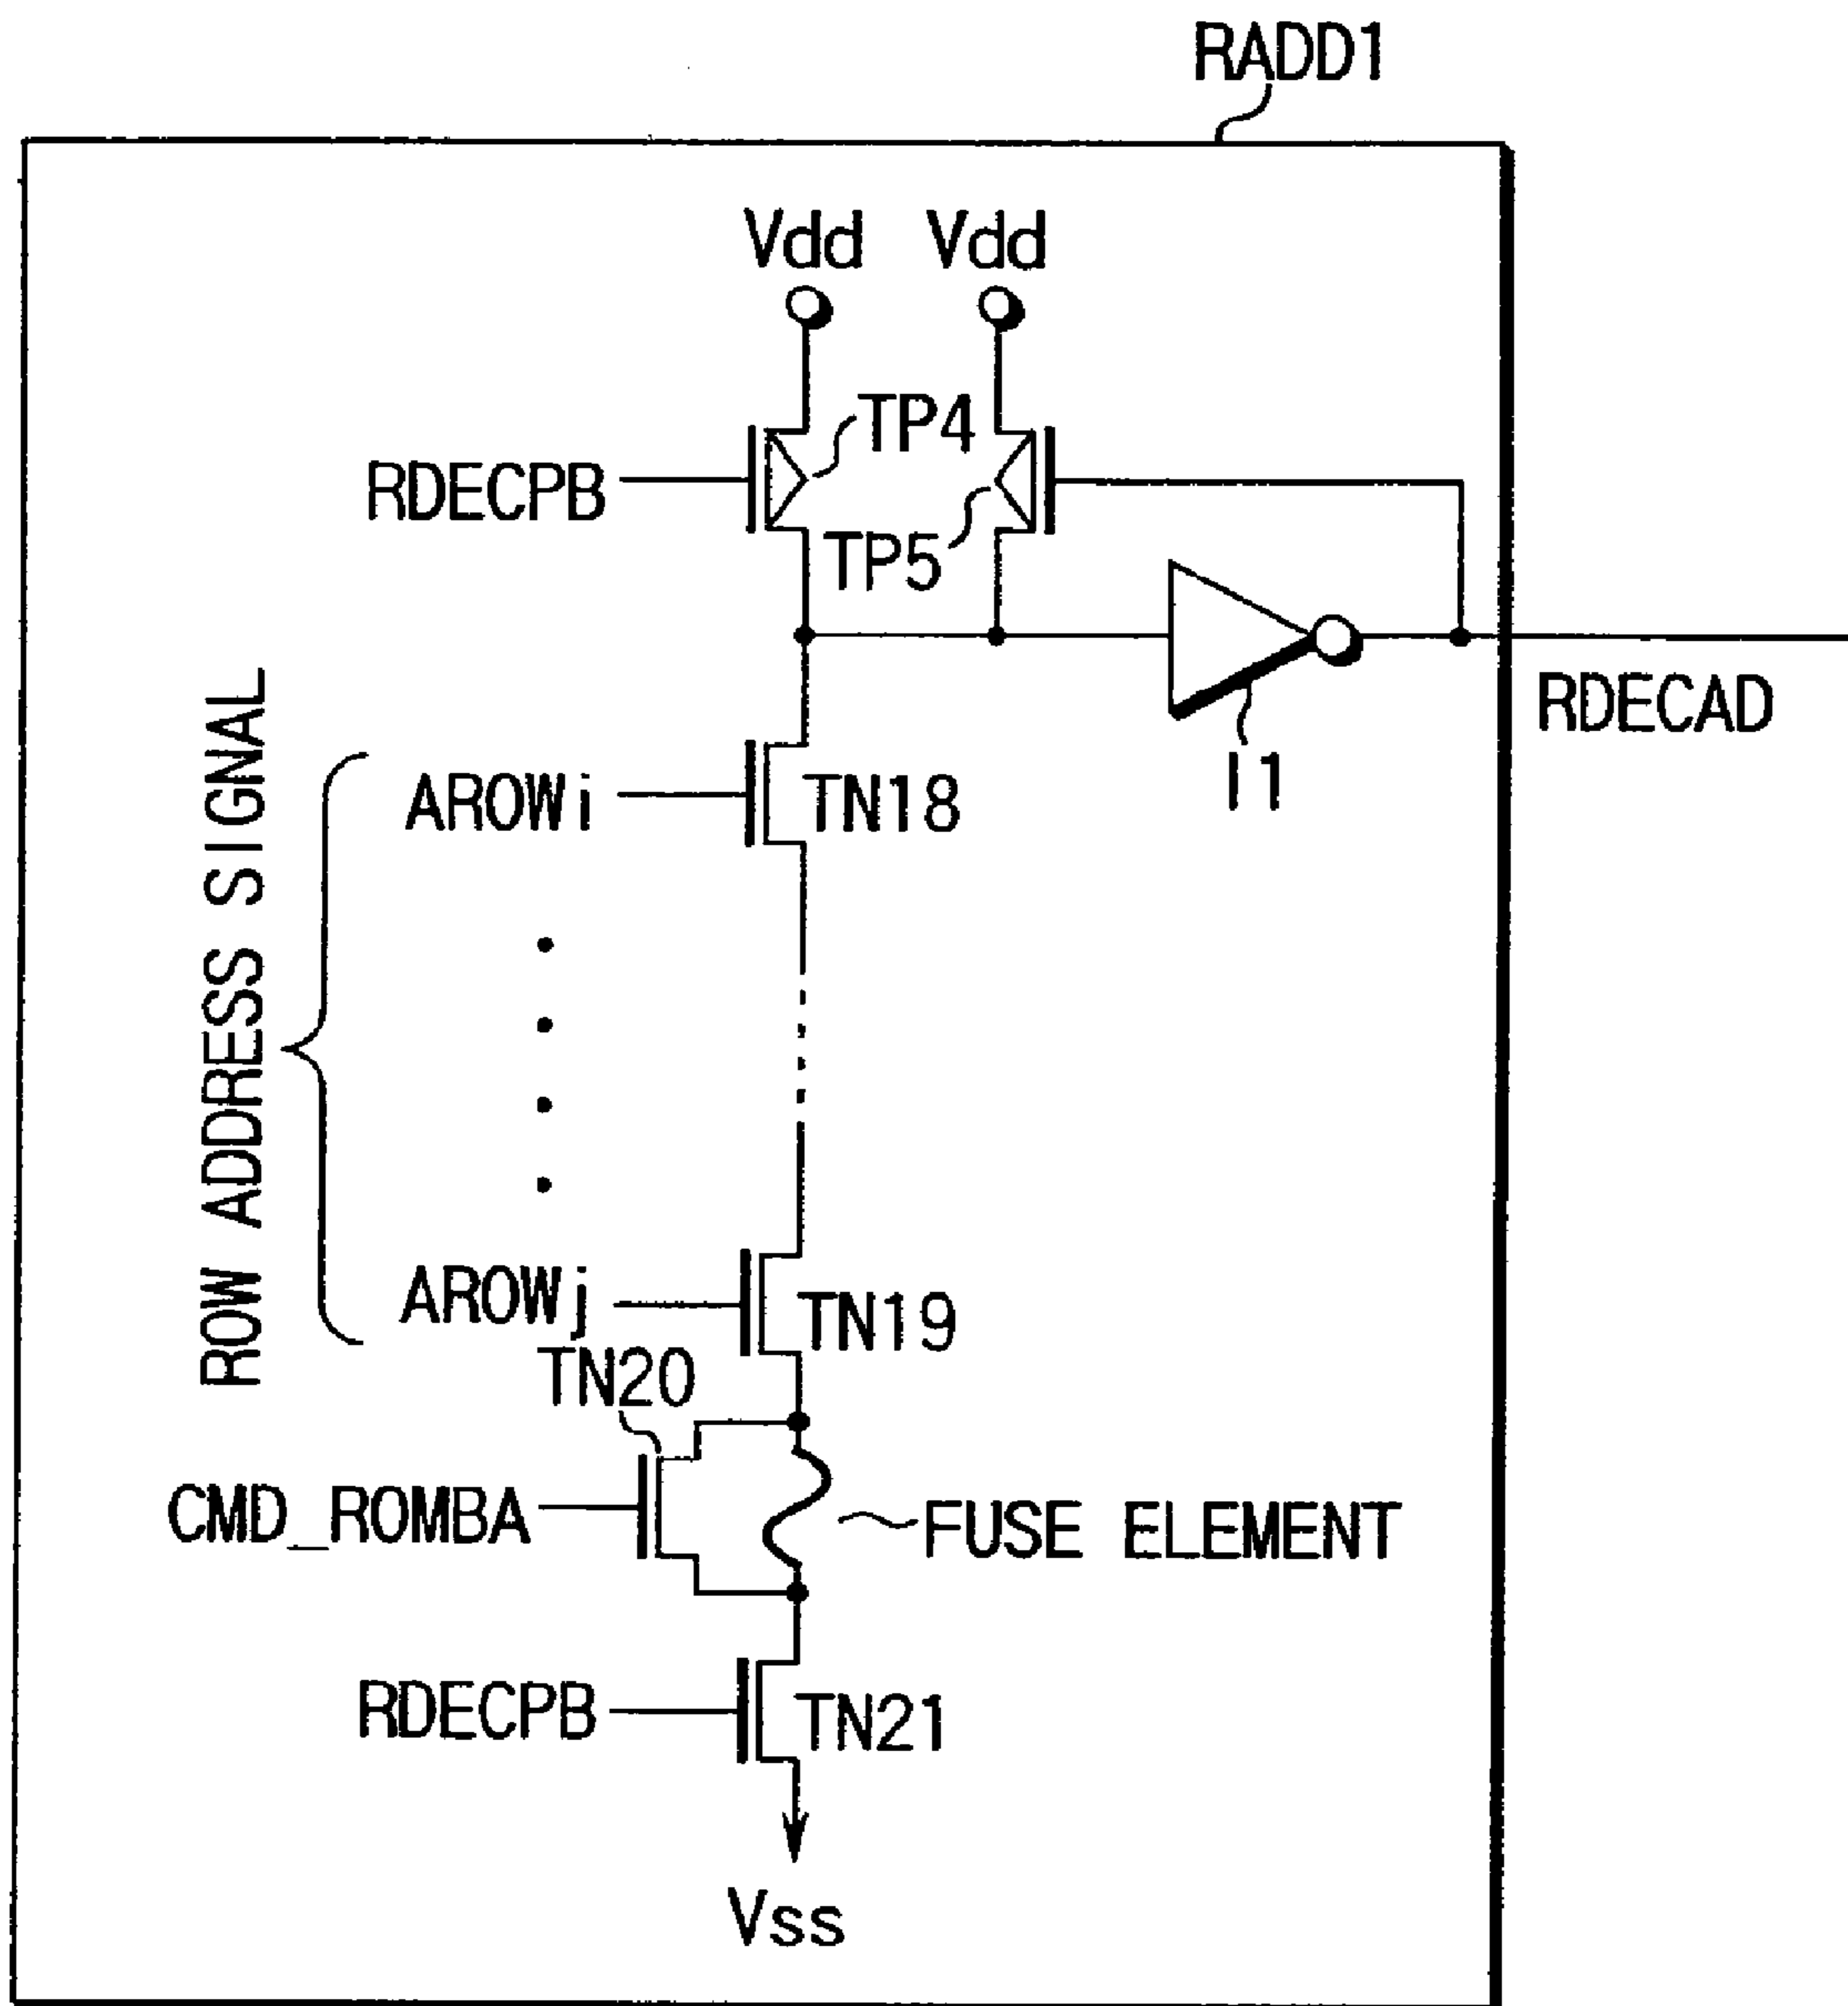 RADD1
Vdd Vdd
TP4
RDECPB
TP5
RDECAD
I1
ROW ADDRESS SIGNAL
AROWi
TN18
AROWj
TN19
TN20
CMD_ROMBA
FUSE ELEMENT
RDECPB
TN21
Vss